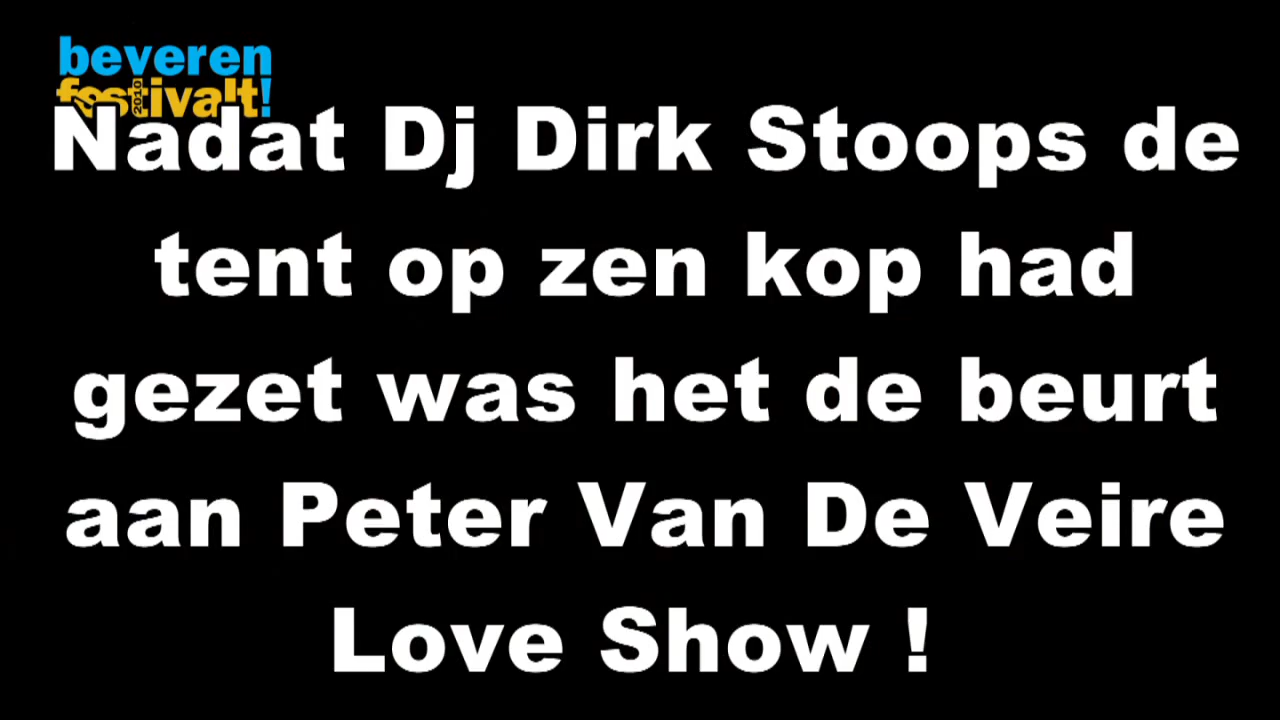 beveren
festivalt!
2010
Nadat Dj Dirk Stoops de
tent op zen kop had
gezet was het de beurt
aan Peter Van De Veire
Love Show !